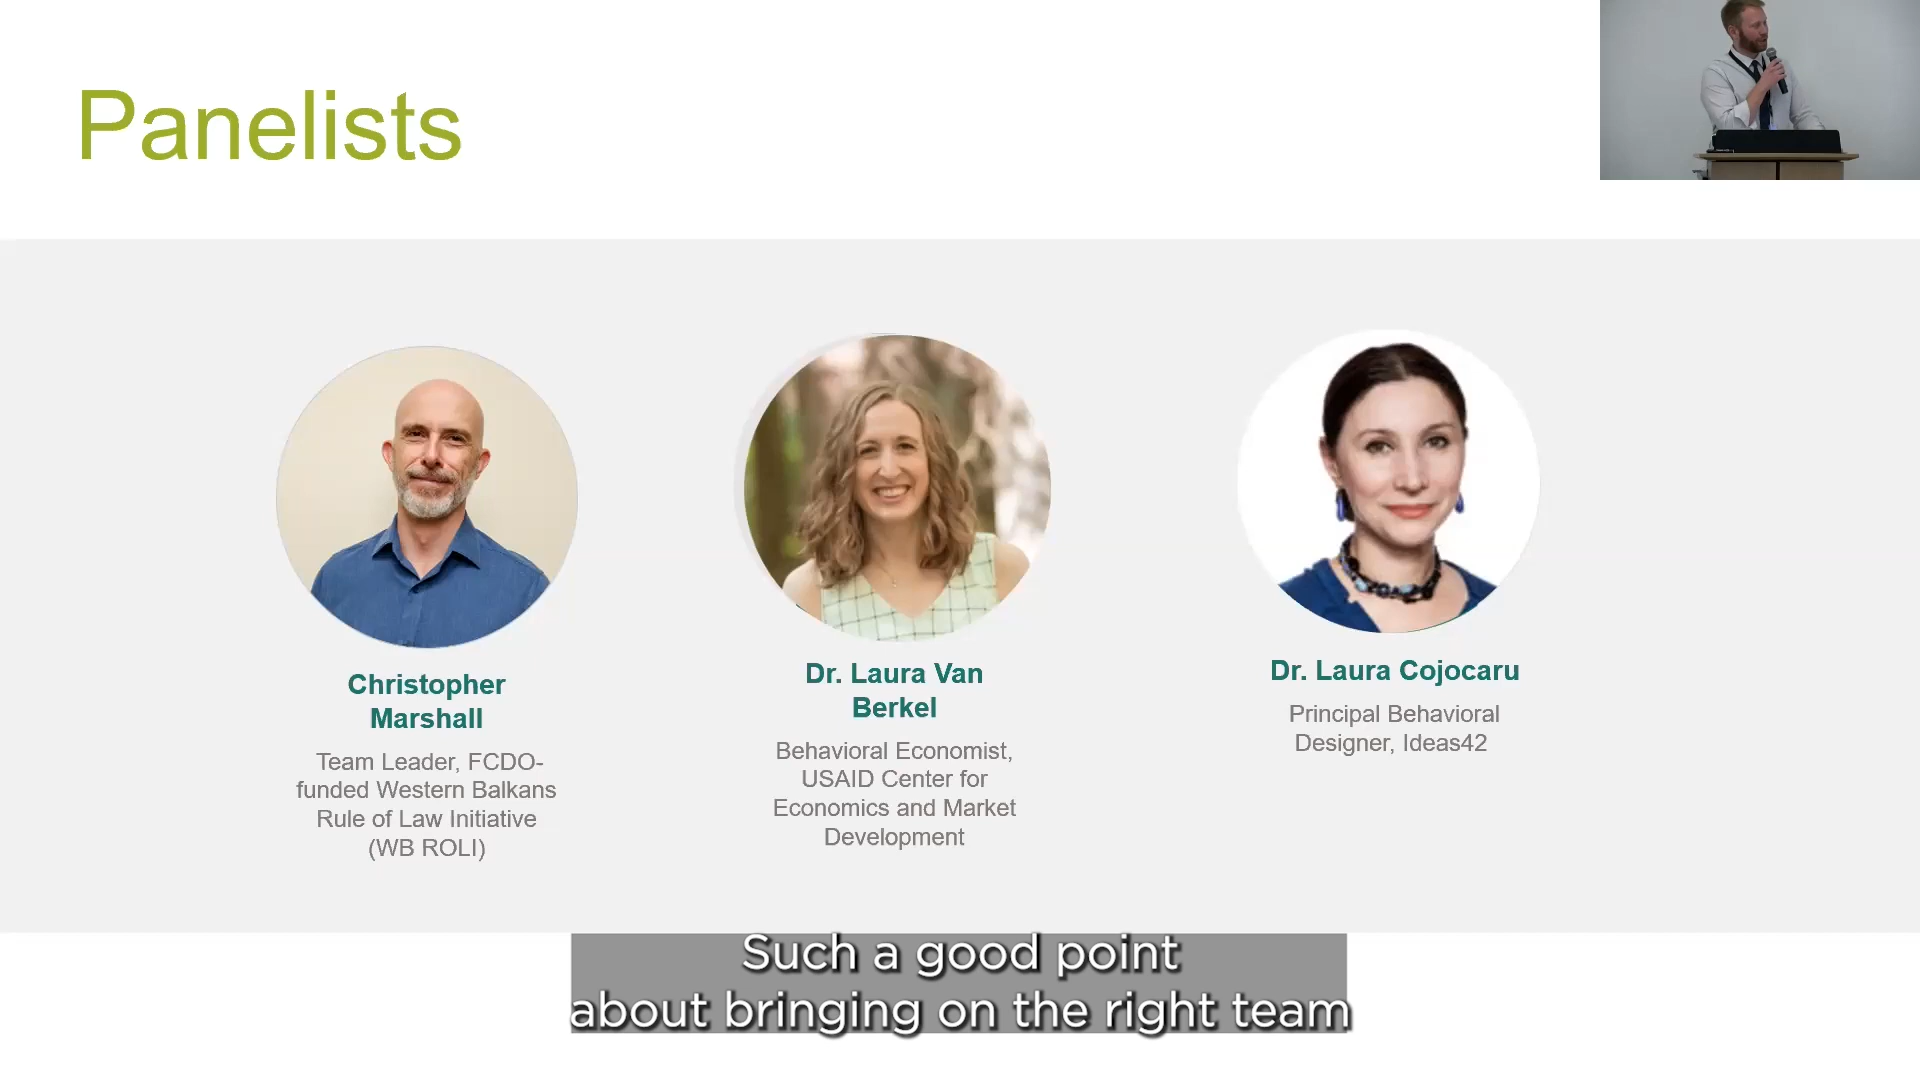 Panelists
Christopher
Marshall
Team Leader, FCDO-
funded Western Balkans
Rule of Law Initiative
(WB ROLI)
Dr. Laura Van
Berkel
Behavioral Economist,
USAID Center for
Economics and Market
Development
Dr. Laura Cojocaru
Principal Behavioral
Designer, Ideas42
Such a good point
about bringing on the right team